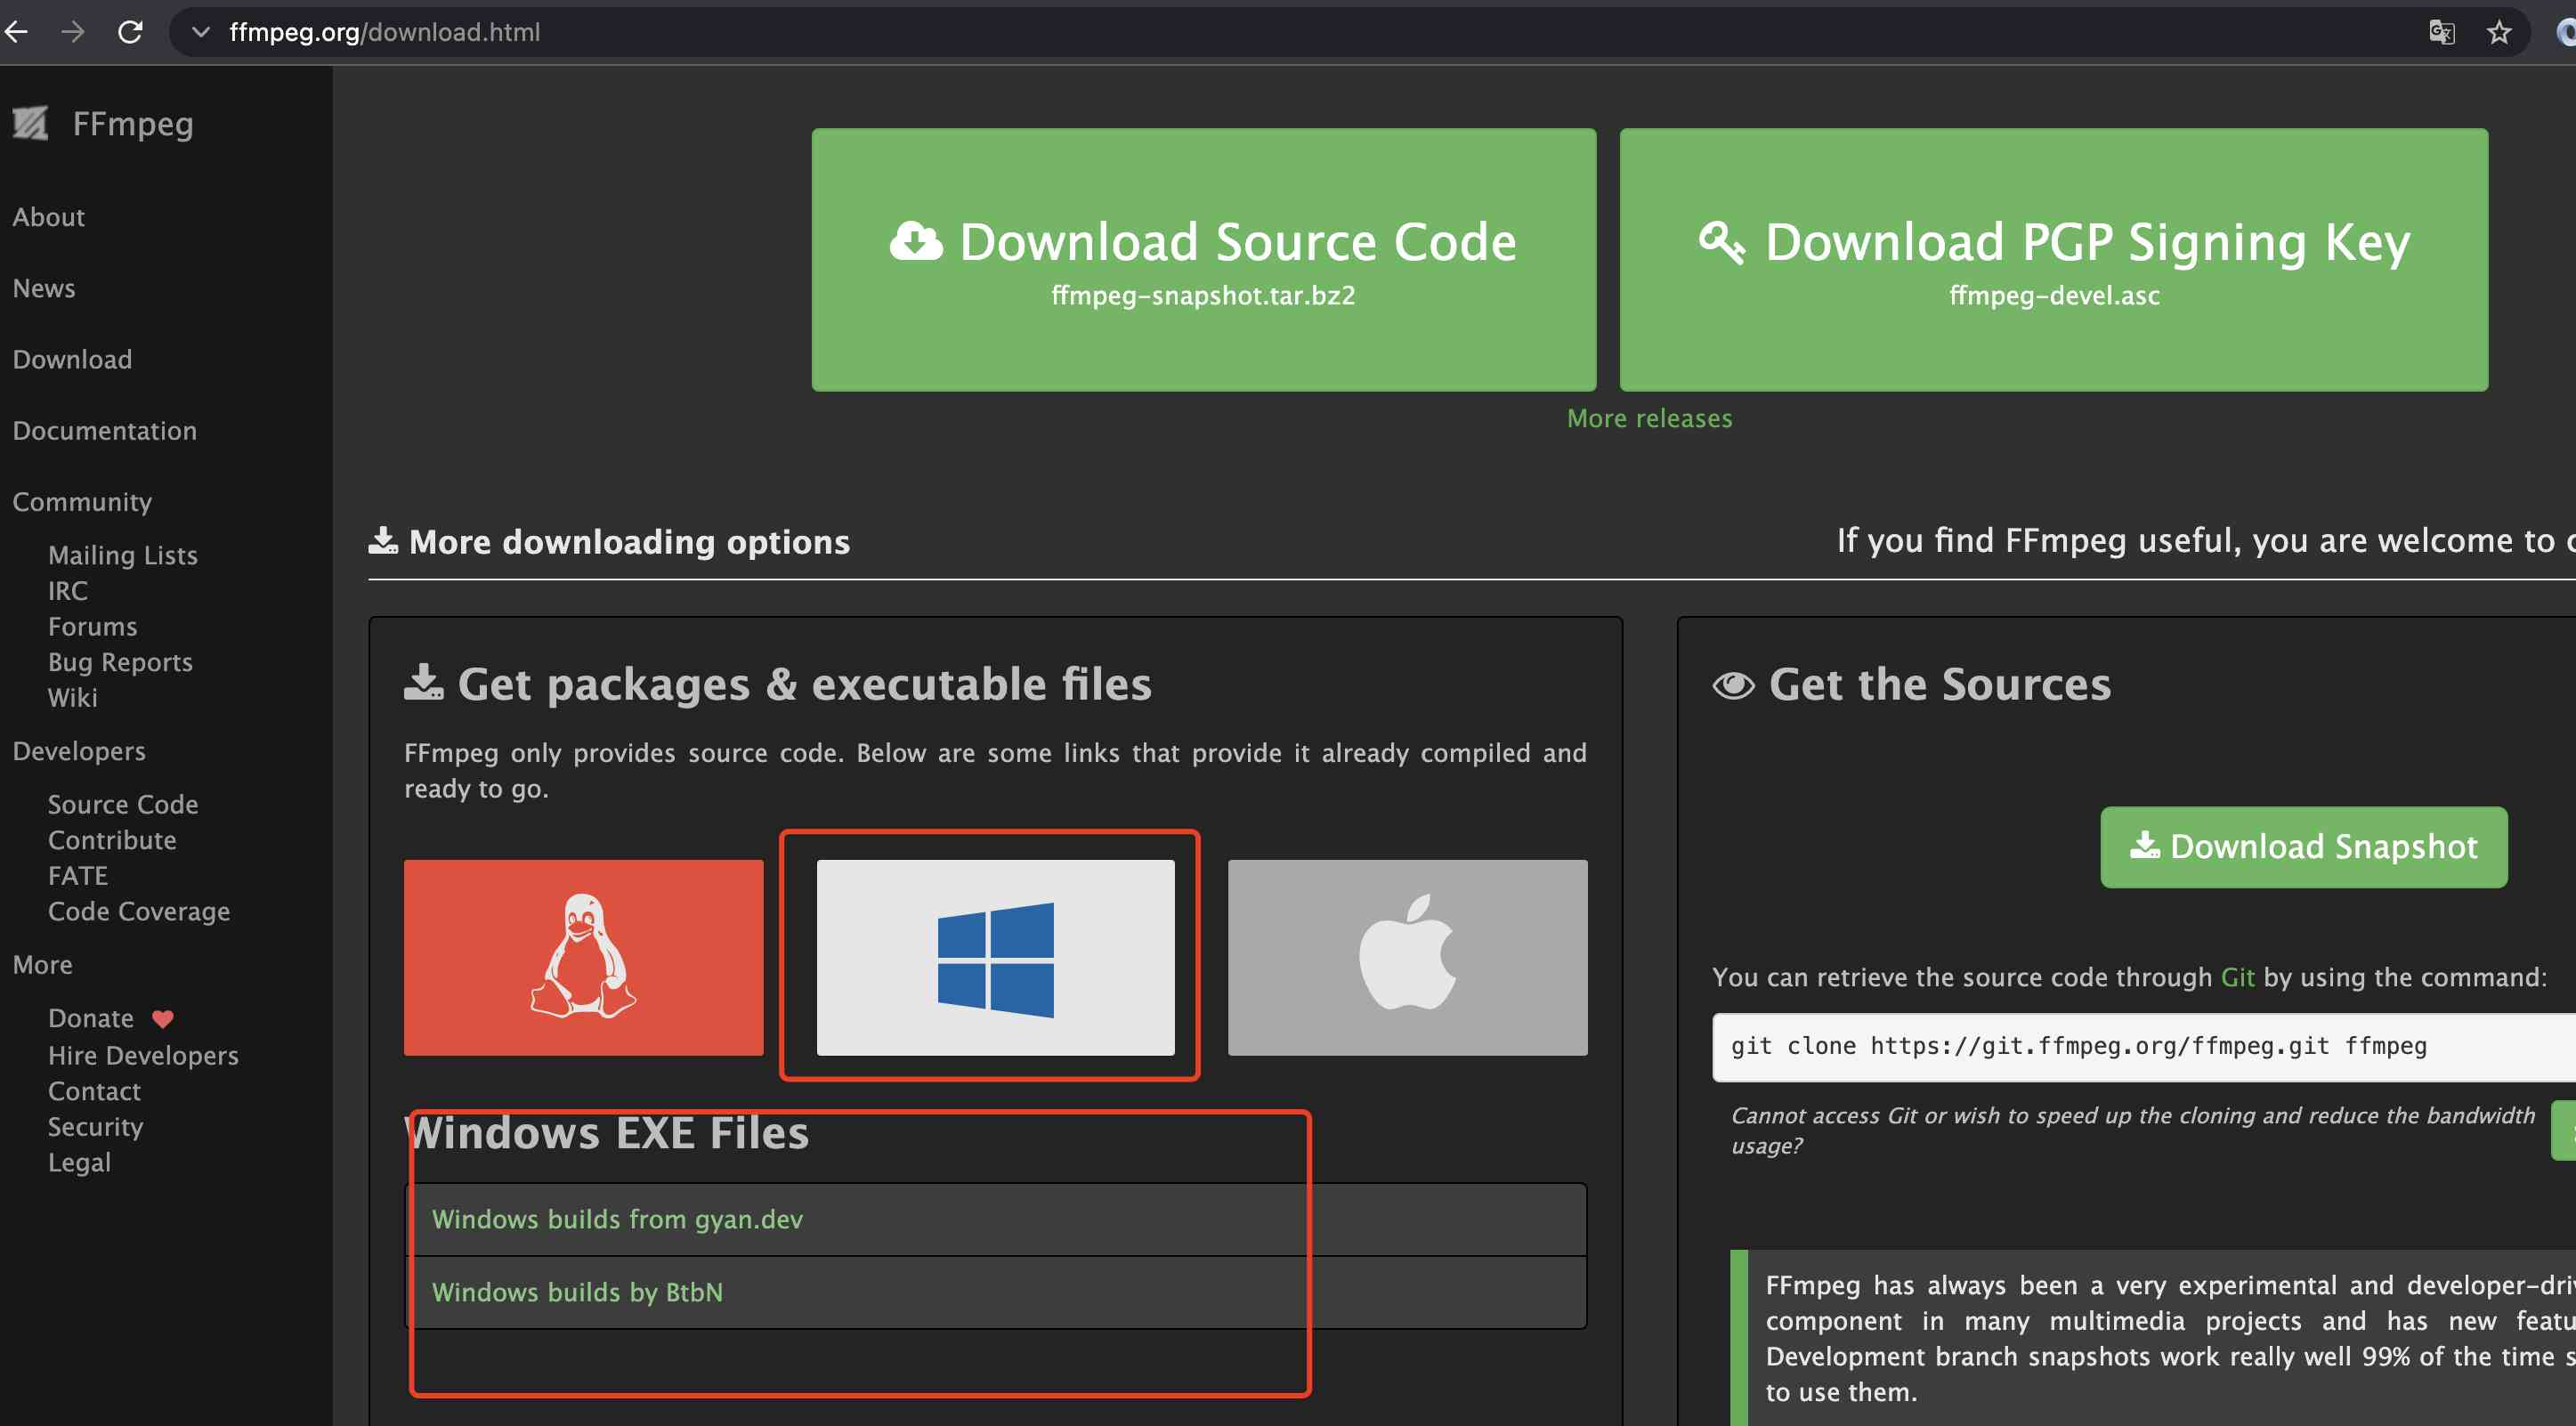 ffmpeg.org/download.html
FFmpeg
About
News
Download
Documentation
Community
Mailing Lists
IRC
Forums
Bug Reports
Wiki
Developers
Source Code
Contribute
FATE
Code Coverage
More
Donate
Hire Developers
Contact
Security
Legal
Download Source Code
ffmpeg-snapshot.tar.bz2
Download PGP Signing Key
ffmpeg-devel.asc
More releases
More downloading options
If you find FFmpeg useful, you are welcome to
Get packages & executable files
FFmpeg only provides source code. Below are some links that provide it already compiled and
ready to go.
Windows EXE Files
Windows builds from gyan.dev
Windows builds by BtbN
Get the Sources
Download Snapshot
You can retrieve the source code through Git by using the command:
git clone https://git.ffmpeg.org/ffmpeg.git ffmpeg
Cannot access Git or wish to speed up the cloning and reduce the bandwidth
usage?
FFmpeg has always been a very experimental and
component in many multimedia projects and has new
Development branch snapshots work really well 99% of the time
to use them.